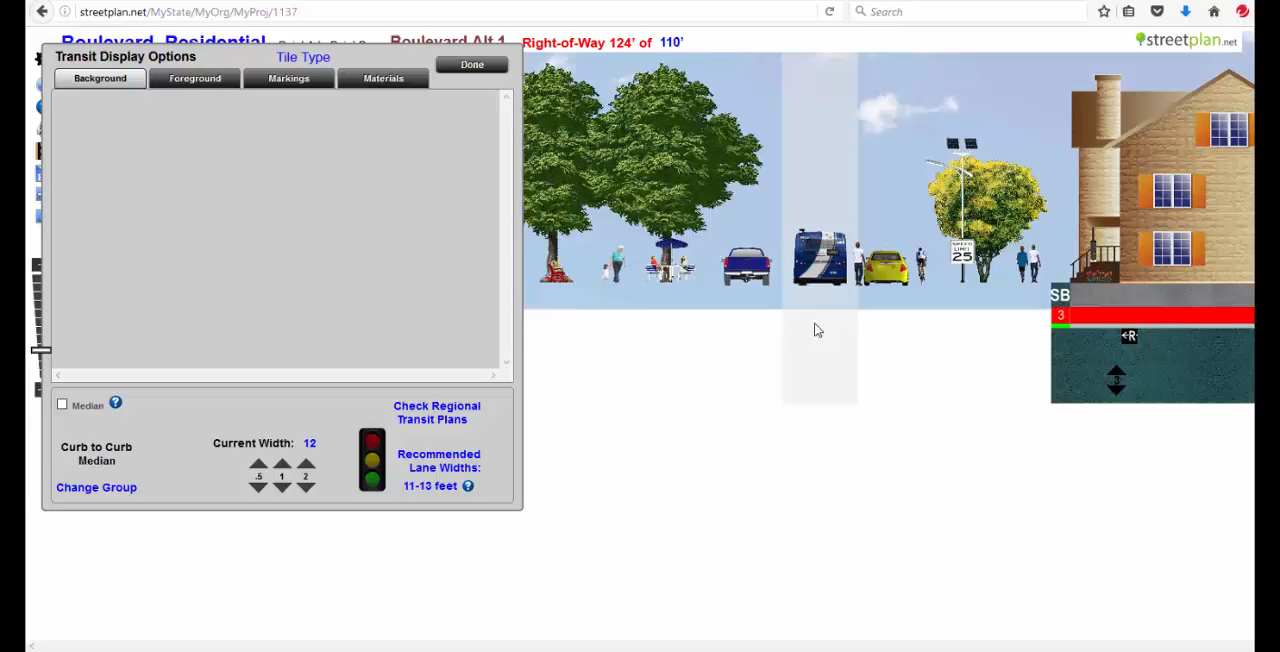 streetplan.net/MyState/MyOrg/MyProj/1137
Search
Boulevard Residential
Boulevard Alt 1
Right-of-Way 124' of 110'
streetplan.net
Transit Display Options
Tile Type
Done
Background
Foreground
Markings
Materials
SPEED
LIMIT
25
SB
3
R
3
Median
Check Regional
Transit Plans
Curb to Curb
Median
Current Width: 12
.5 1 2
Recommended
Lane Widths:
11-13 feet
Change Group